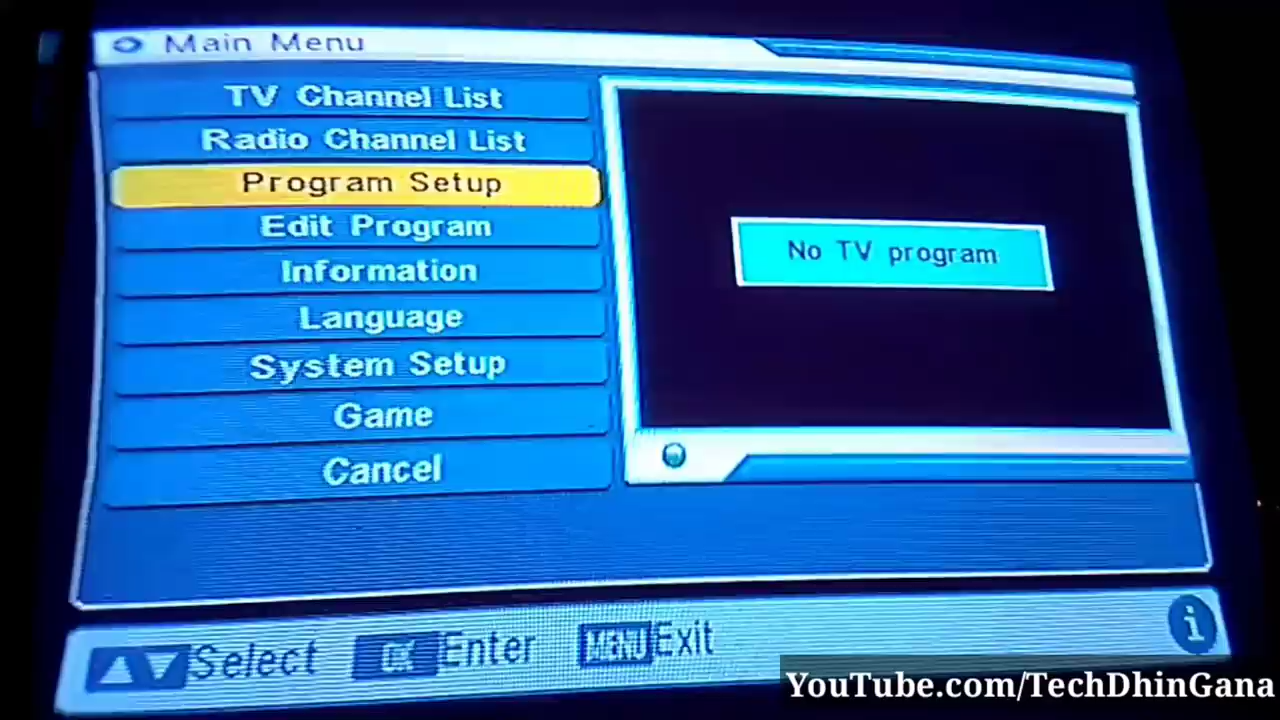 Main Menu
TV Channel List
Radio Channel List
Program Setup
Edit Program
Information
Language
System Setup
Game
Cancel
No TV program
Select OK Enter MENU Exit
i
YouTube.com/TechDhinGana